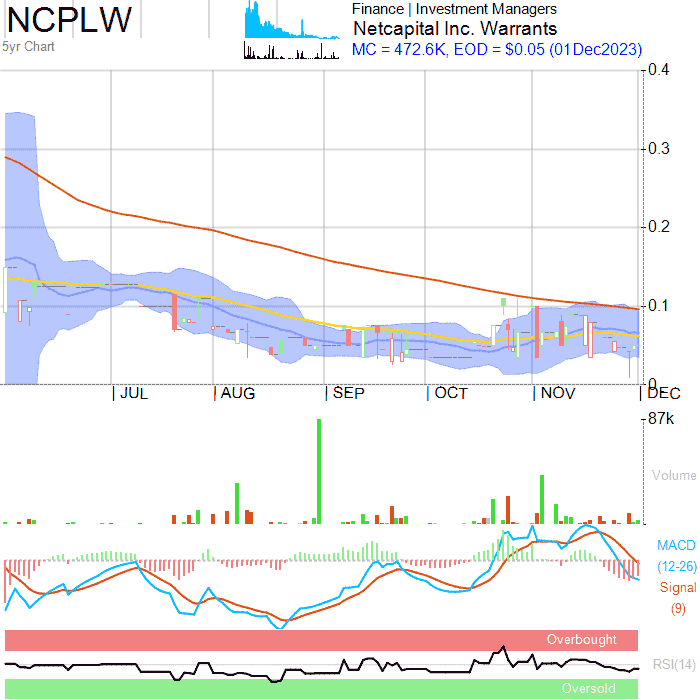 NCPLW
5yr Chart
Finance | Investment Managers
Netcapital Inc. Warrants
MC = 472.6K, EOD = $0.05 (01Dec2023)
0.4
0.3
0.2
0.1
0
JUL AUG SEP OCT NOV DEC
87k
Volume
MACD
(12-26)
Signal
(9)
Overbought
RSI(14)
Oversold